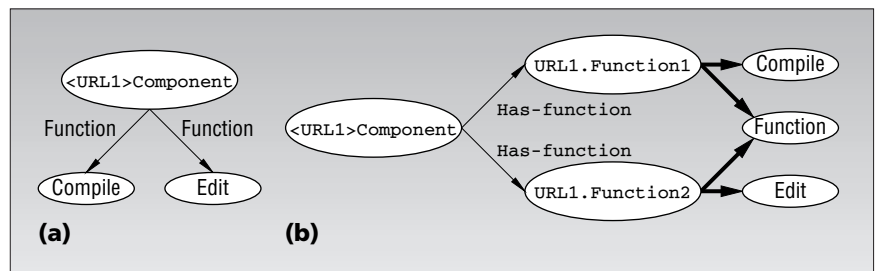 <URL1>Component
Function Function
Compile Edit
(a)
URL1.Function1
Compile
Has-function
<URL1>Component
Function
Has-function
URL1.Function2
Edit
(b)